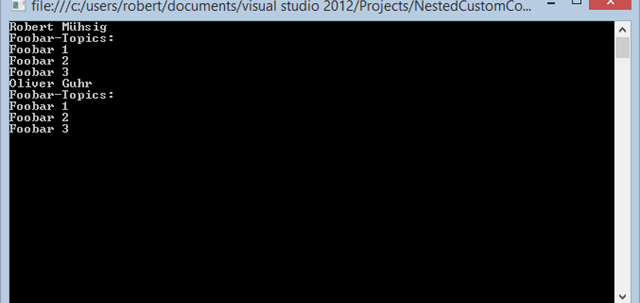 file:///c:/users/robert/documents/visual studio 2012/Projects/NestedCustomCo...
Robert Mühsig
Foobar-Topics:
Foobar 1
Foobar 2
Foobar 3
Oliver Guhr
Foobar-Topics:
Foobar 1
Foobar 2
Foobar 3